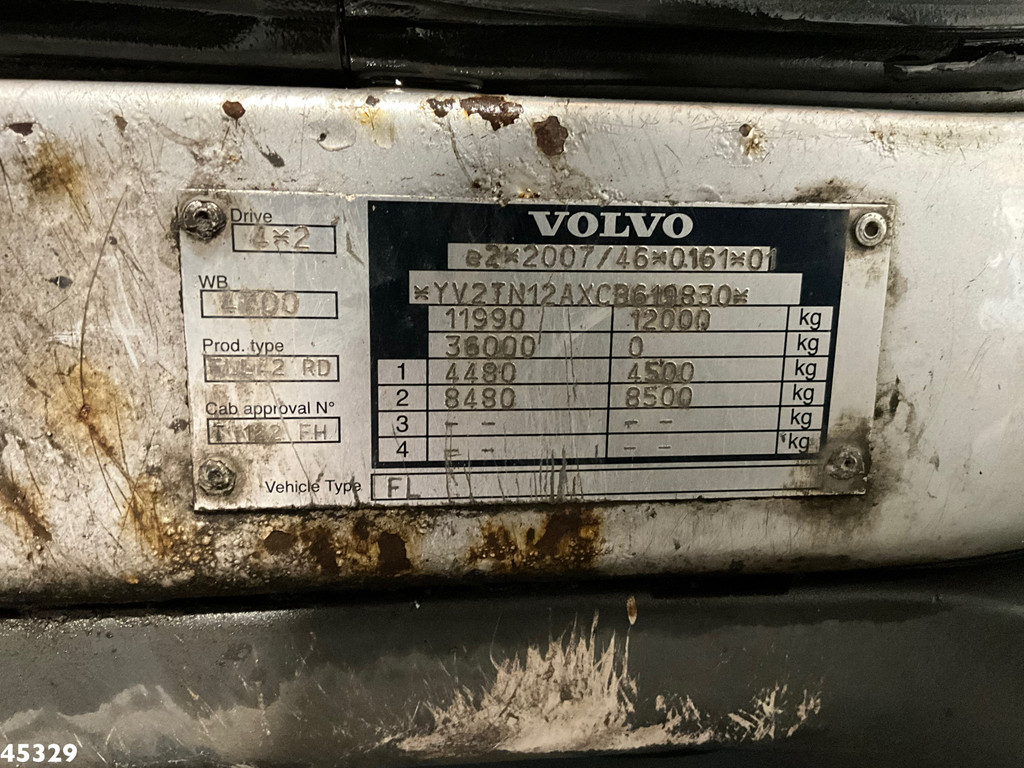 VOLVO
Drive
4*2
e2*2007/46*0161*01
WB
4400
*YV2TN12AXCB610830*
11990 12000 kg
36000 0 kg
Prod. type
RD
1 4480 4500
2 8480 8500 kg
Cab approval N°
FH
3 -- -- kg
4 -- -- kg
Vehicle Type FL
45329